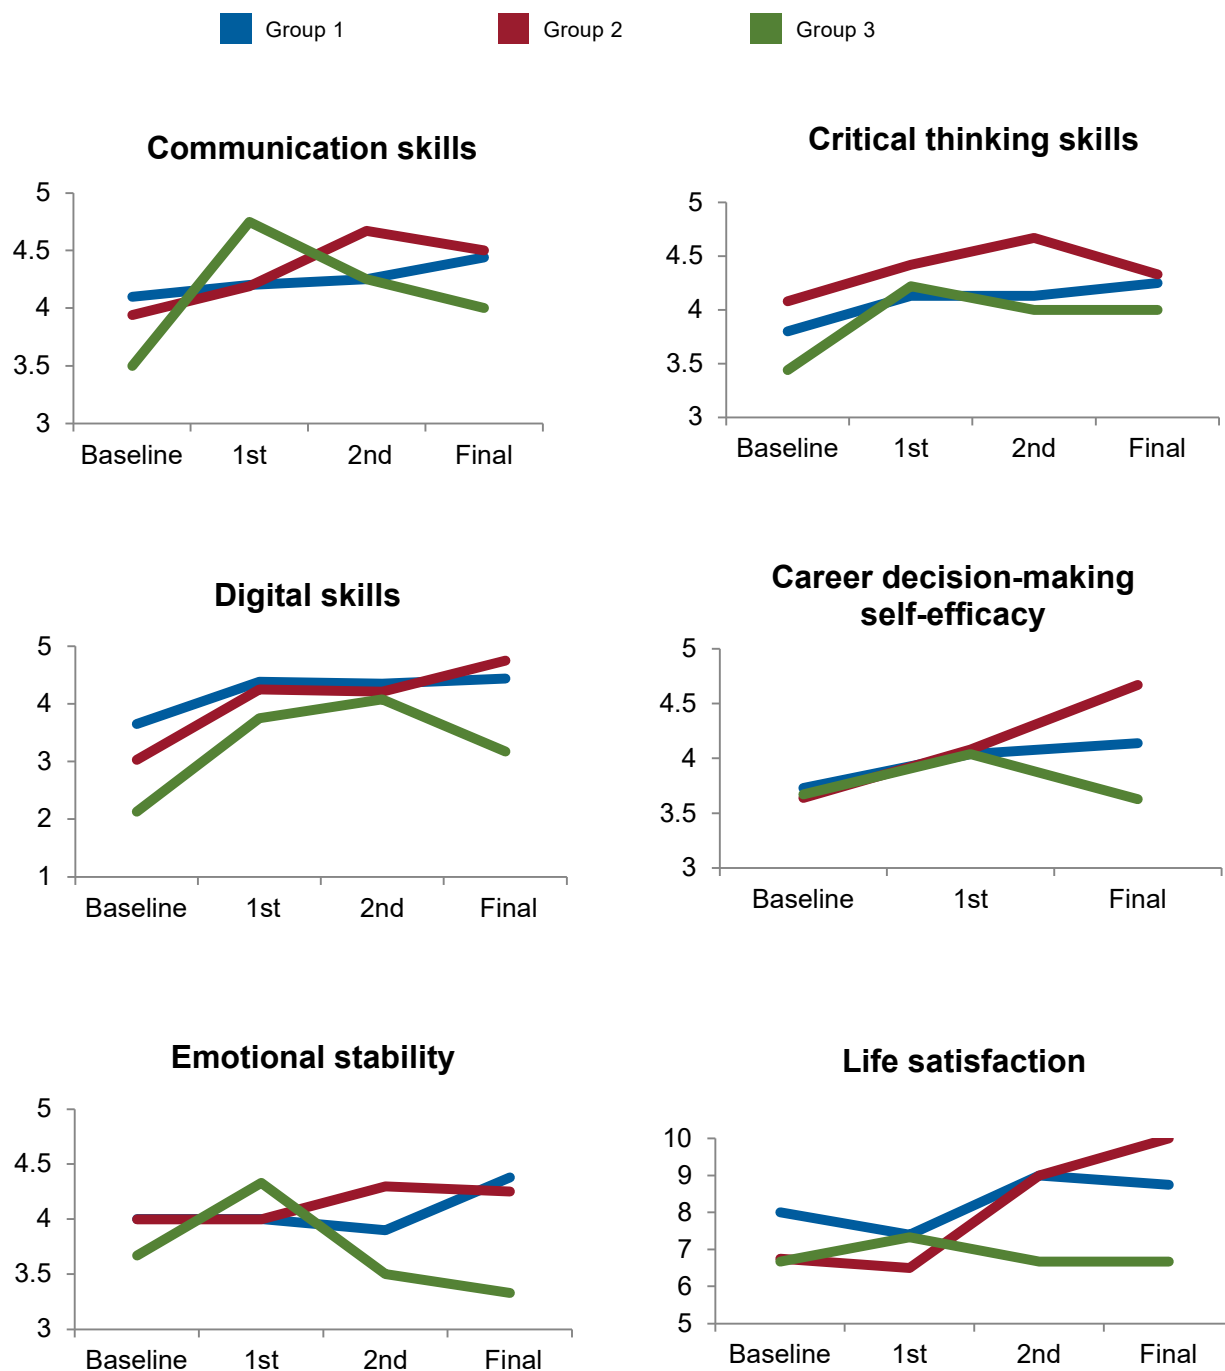 Group 1
Group 2
Group 3
Communication skills
5
4.5
4
3.5
3
Baseline 1st 2nd Final
Critical thinking skills
5
4.5
4
3.5
3
Baseline 1st 2nd Final
Digital skills
5
4
3
2
1
Baseline 1st 2nd Final
Career decision-making
self-efficacy
5
4.5
4
3.5
3
Baseline 1st Final
Emotional stability
5
4.5
4
3.5
3
Baseline 1st 2nd Final
Life satisfaction
10
9
8
7
6
5
Baseline 1st 2nd Final